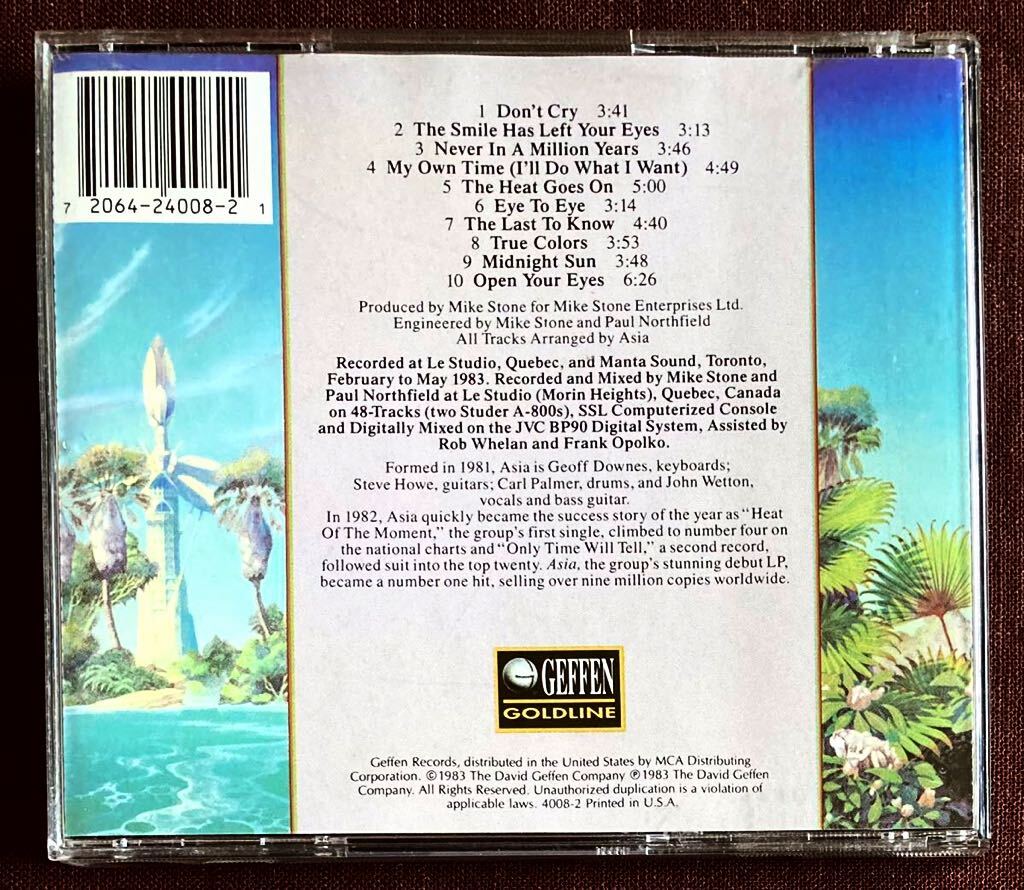 7 2064-24008-2 1
1 Don't Cry 3:41
2 The Smile Has Left Your Eyes 3:13
3 Never In A Million Years 3:46
4 My Own Time (I'll Do What I Want) 4:49
5 The Heat Goes On 5:00
6 Eye To Eye 3:14
7 The Last To Know 4:40
8 True Colors 3:53
9 Midnight Sun 3:48
10 Open Your Eyes 6:26
Produced by Mike Stone for Mike Stone Enterprises Ltd.
Engineered by Mike Stone and Paul Northfield
All Tracks Arranged by Asia
Recorded at Le Studio, Quebec, and Manta Sound, Toronto,
February to May 1983. Recorded and Mixed by Mike Stone and
Paul Northfield at Le Studio (Morin Heights), Quebec, Canada
on 48-Tracks (two Studer A-800s), SSL Computerized Console
and Digitally Mixed on the JVC BP90 Digital System, Assisted by
Rob Whelan and Frank Opolko.
Formed in 1981, Asia is Geoff Downes, keyboards;
Steve Howe, guitars; Carl Palmer, drums, and John Wetton,
vocals and bass guitar.
In 1982, Asia quickly became the success story of the year as "Heat
Of The Moment," the group's first single, climbed to number four on
the national charts and "Only Time Will Tell," a second record,
followed suit into the top twenty. Asia, the group's stunning debut LP,
became a number one hit, selling over nine million copies worldwide.
GEFFEN
GOLDLINE
Geffen Records, distributed in the United States by MCA Distributing
Corporation. ©1983 The David Geffen Company ℗1983 The David Geffen
Company. All Rights Reserved. Unauthorized duplication is a violation of
applicable laws. 4008-2 Printed in U.S.A.